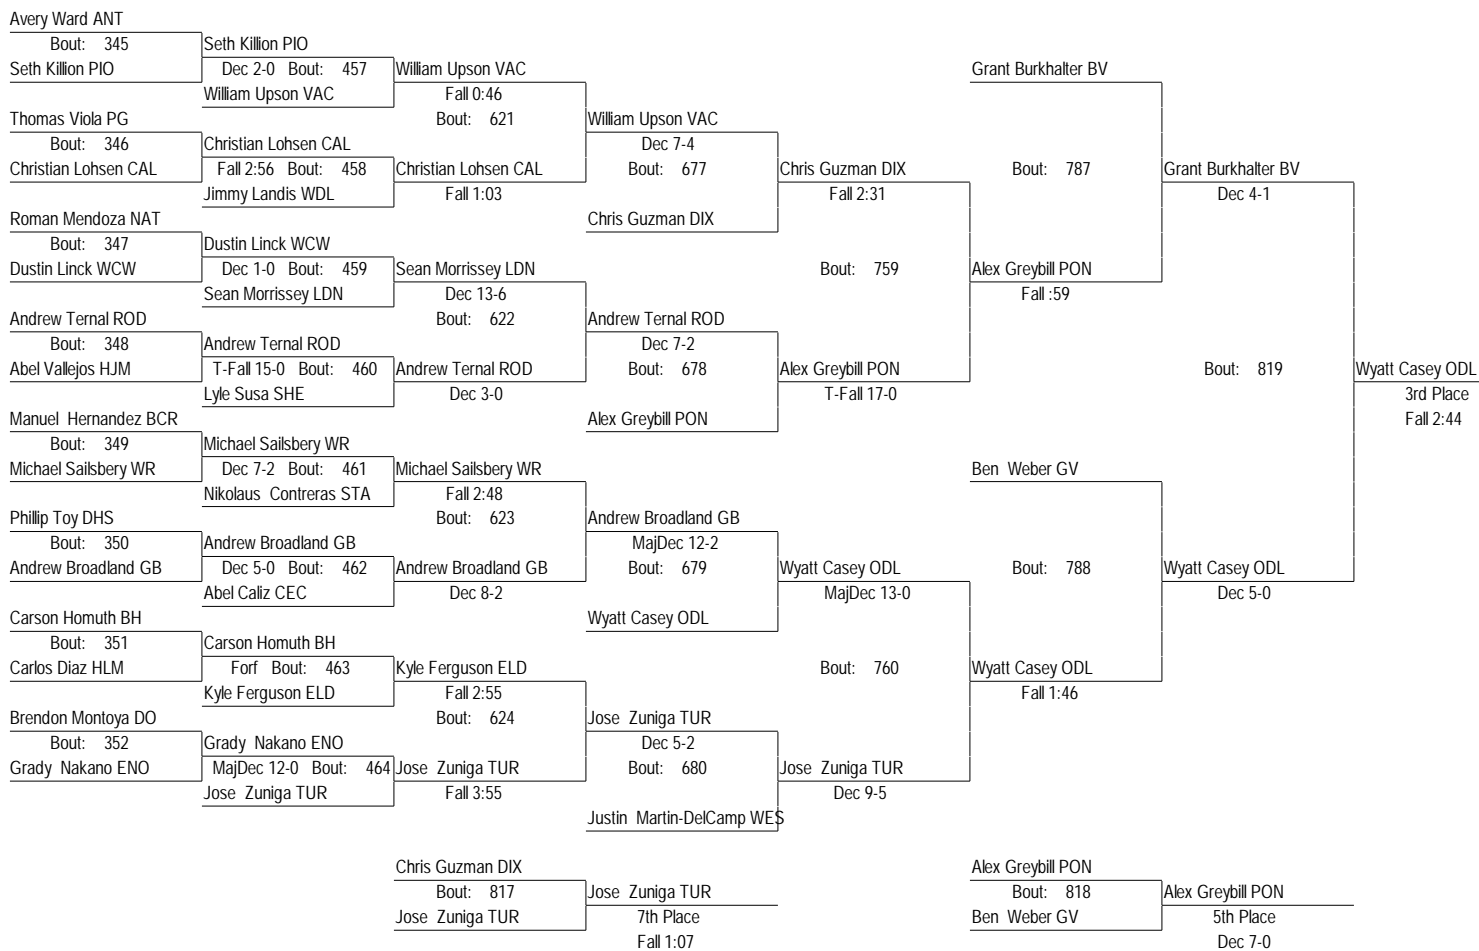 Avery Ward ANT
Bout: 345
Seth Killion PIO
Seth Killion PIO
Dec 2-0 Bout: 457
William Upson VAC
William Upson VAC
Fall 0:46
Bout: 621
Grant Burkhalter BV
Thomas Viola PG
Bout: 346
Christian Lohsen CAL
Christian Lohsen CAL
Fall 2:56 Bout: 458
Jimmy Landis WDL
Christian Lohsen CAL
Fall 1:03
William Upson VAC
Dec 7-4
Bout: 677
Chris Guzman DIX
Chris Guzman DIX
Fall 2:31
Bout: 787
Grant Burkhalter BV
Dec 4-1
Roman Mendoza NAT
Bout: 347
Dustin Linck WCW
Dustin Linck WCW
Dec 1-0 Bout: 459
Sean Morrissey LDN
Sean Morrissey LDN
Dec 13-6
Bout: 622
Bout: 759
Alex Greybill PON
Fall :59
Andrew Ternal ROD
Bout: 348
Abel Vallejos HJM
Andrew Ternal ROD
T-Fall 15-0 Bout: 460
Lyle Susa SHE
Andrew Ternal ROD
Dec 3-0
Andrew Ternal ROD
Dec 7-2
Bout: 678
Alex Greybill PON
Alex Greybill PON
T-Fall 17-0
Bout: 819
Wyatt Casey ODL
3rd Place
Fall 2:44
Manuel Hernandez BCR
Bout: 349
Michael Sailsbery WR
Michael Sailsbery WR
Dec 7-2 Bout: 461
Nikolaus Contreras STA
Michael Sailsbery WR
Fall 2:48
Bout: 623
Ben Weber GV
Phillip Toy DHS
Bout: 350
Andrew Broadland GB
Andrew Broadland GB
Dec 5-0 Bout: 462
Abel Caliz CEC
Andrew Broadland GB
Dec 8-2
Andrew Broadland GB
MajDec 12-2
Bout: 679
Wyatt Casey ODL
Wyatt Casey ODL
MajDec 13-0
Bout: 788
Wyatt Casey ODL
Dec 5-0
Carson Homuth BH
Bout: 351
Carlos Diaz HLM
Carson Homuth BH
Forf Bout: 463
Kyle Ferguson ELD
Kyle Ferguson ELD
Fall 2:55
Bout: 624
Bout: 760
Wyatt Casey ODL
Fall 1:46
Brendon Montoya DO
Bout: 352
Grady Nakano ENO
Grady Nakano ENO
MajDec 12-0 Bout: 464
Jose Zuniga TUR
Jose Zuniga TUR
Fall 3:55
Jose Zuniga TUR
Dec 5-2
Bout: 680
Justin Martin-DelCamp WES
Jose Zuniga TUR
Dec 9-5
Chris Guzman DIX
Bout: 817
Jose Zuniga TUR
Jose Zuniga TUR
7th Place
Fall 1:07
Alex Greybill PON
Bout: 818
Ben Weber GV
Alex Greybill PON
5th Place
Dec 7-0